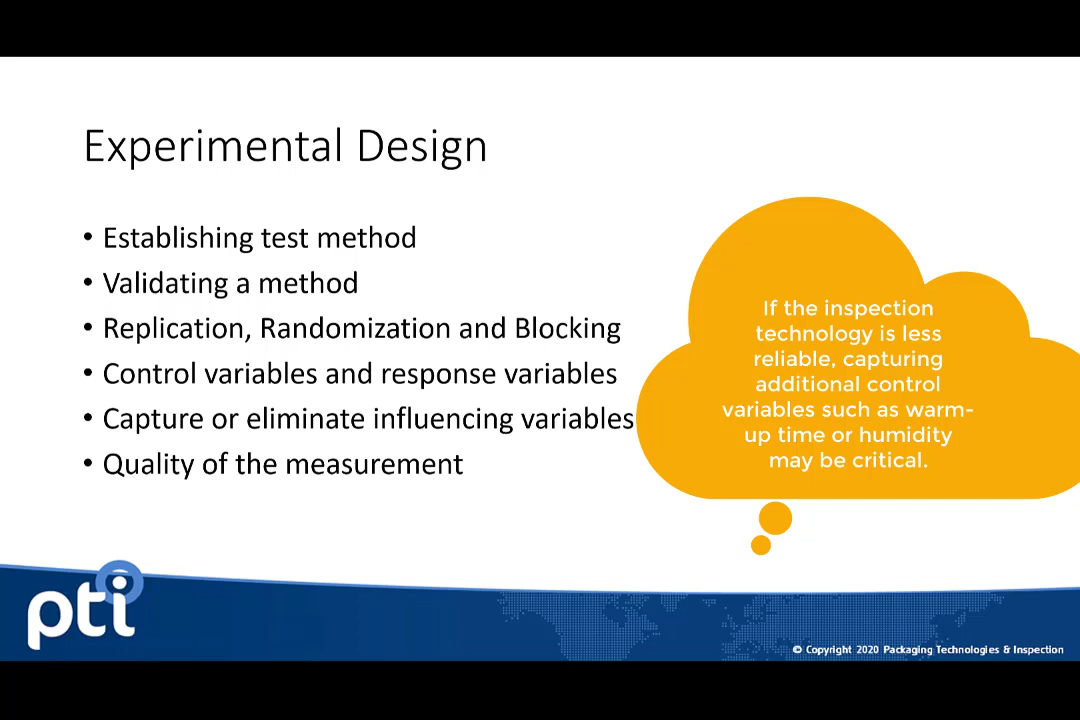 Experimental Design
• Establishing test method
• Validating a method
• Replication, Randomization and Blocking
• Control variables and response variables
• Capture or eliminate influencing variables
• Quality of the measurement
If the inspection
technology is less
reliable, capturing
additional control
variables such as warm-
up time or humidity
may be critical.
pti
© Copyright 2020 Packaging Technologies & Inspection